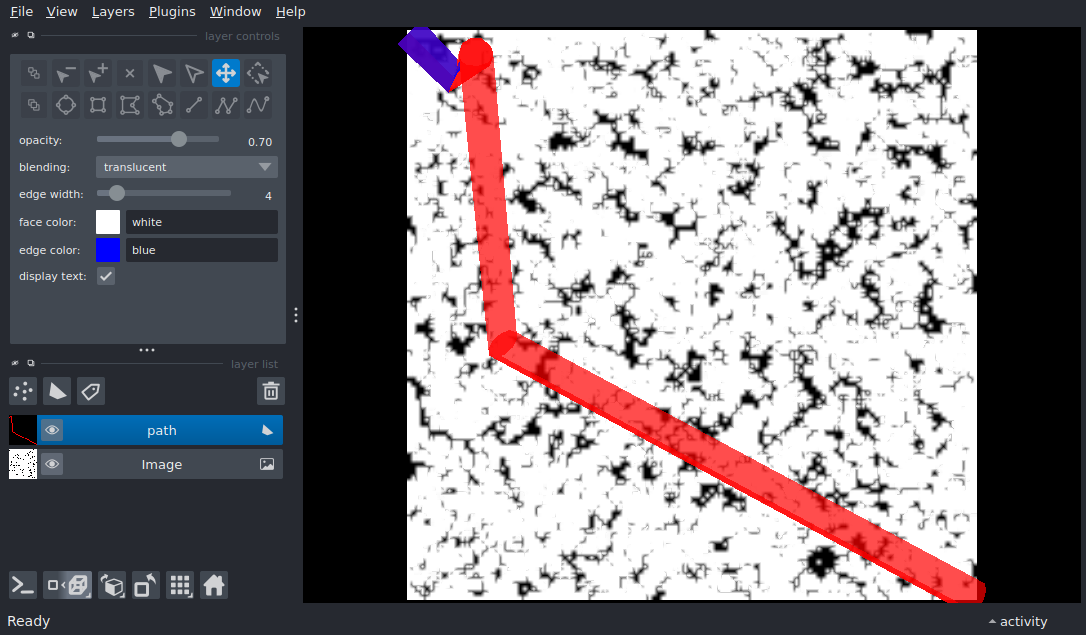 File View Layers Plugins Window Help
layer controls
opacity: 0.70
blending: translucent
edge width: 4
face color: white
edge color: blue
display text:
layer list
path
Image
Ready activity